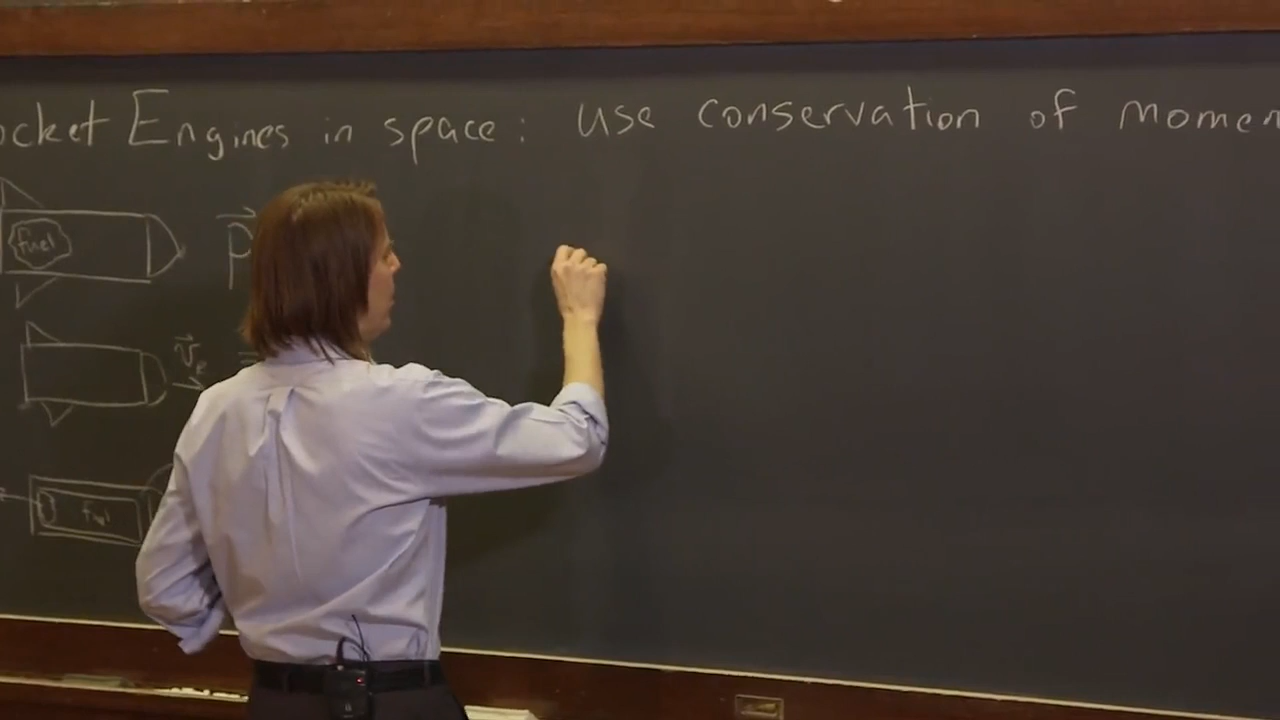 ocket Engines in space: use conservation of momen
fuel
p
v
fuel